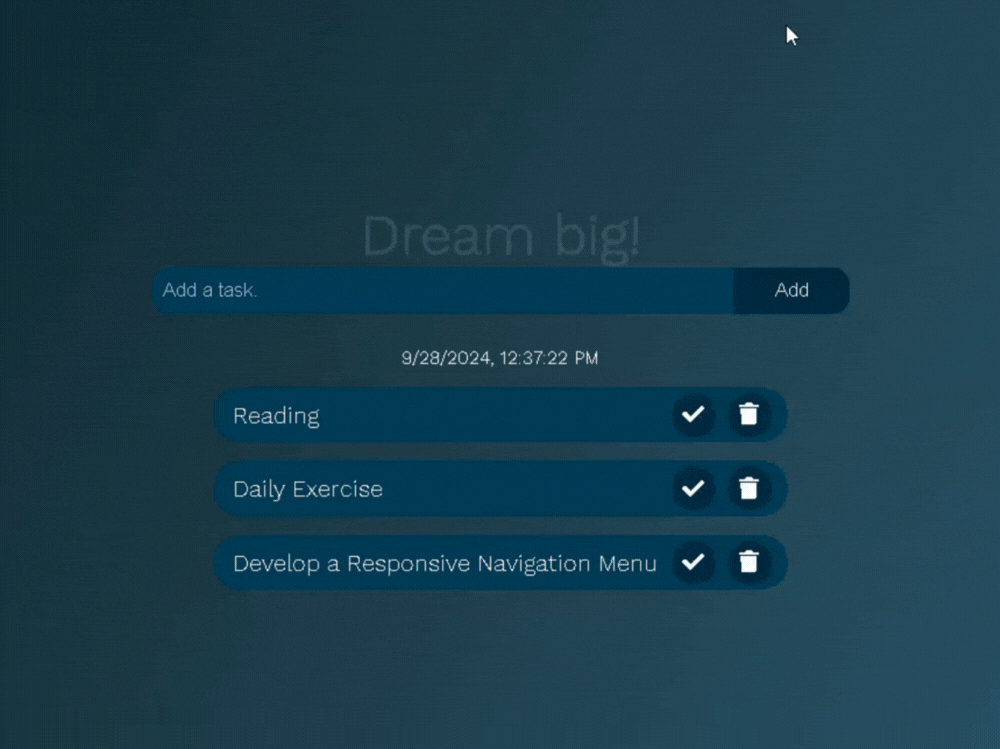 Dream big!
Add a task. Add
9/28/2024, 12:37:22 PM
Reading
Daily Exercise
Develop a Responsive Navigation Menu